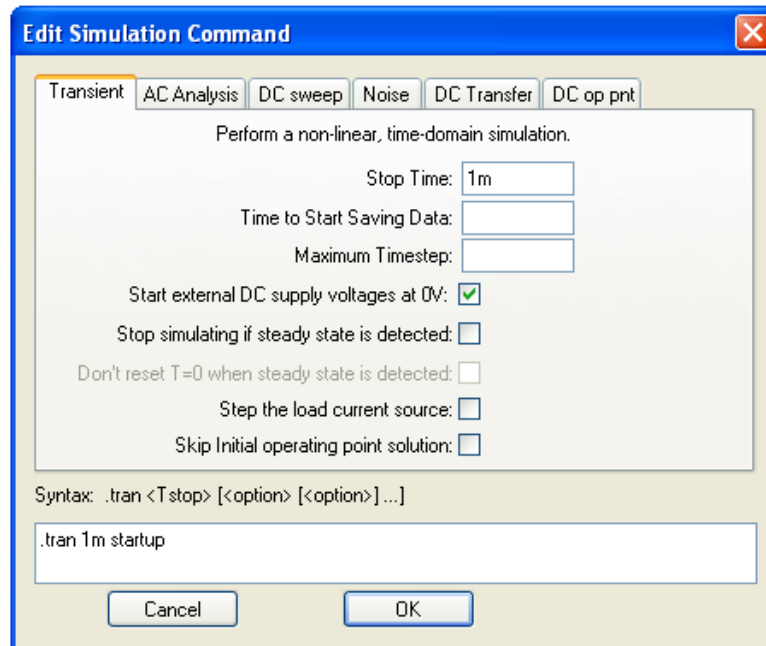 Edit Simulation Command
Transient AC Analysis DC sweep Noise DC Transfer DC op pnt
Perform a non-linear, time-domain simulation.
Stop Time: 1m
Time to Start Saving Data:
Maximum Timestep:
Start external DC supply voltages at 0V:
Stop simulating if steady state is detected:
Don't reset T=0 when steady state is detected:
Step the load current source:
Skip Initial operating point solution:
Syntax: .tran <Tstop> [<option> [<option>] ...]
.tran 1m startup
Cancel OK